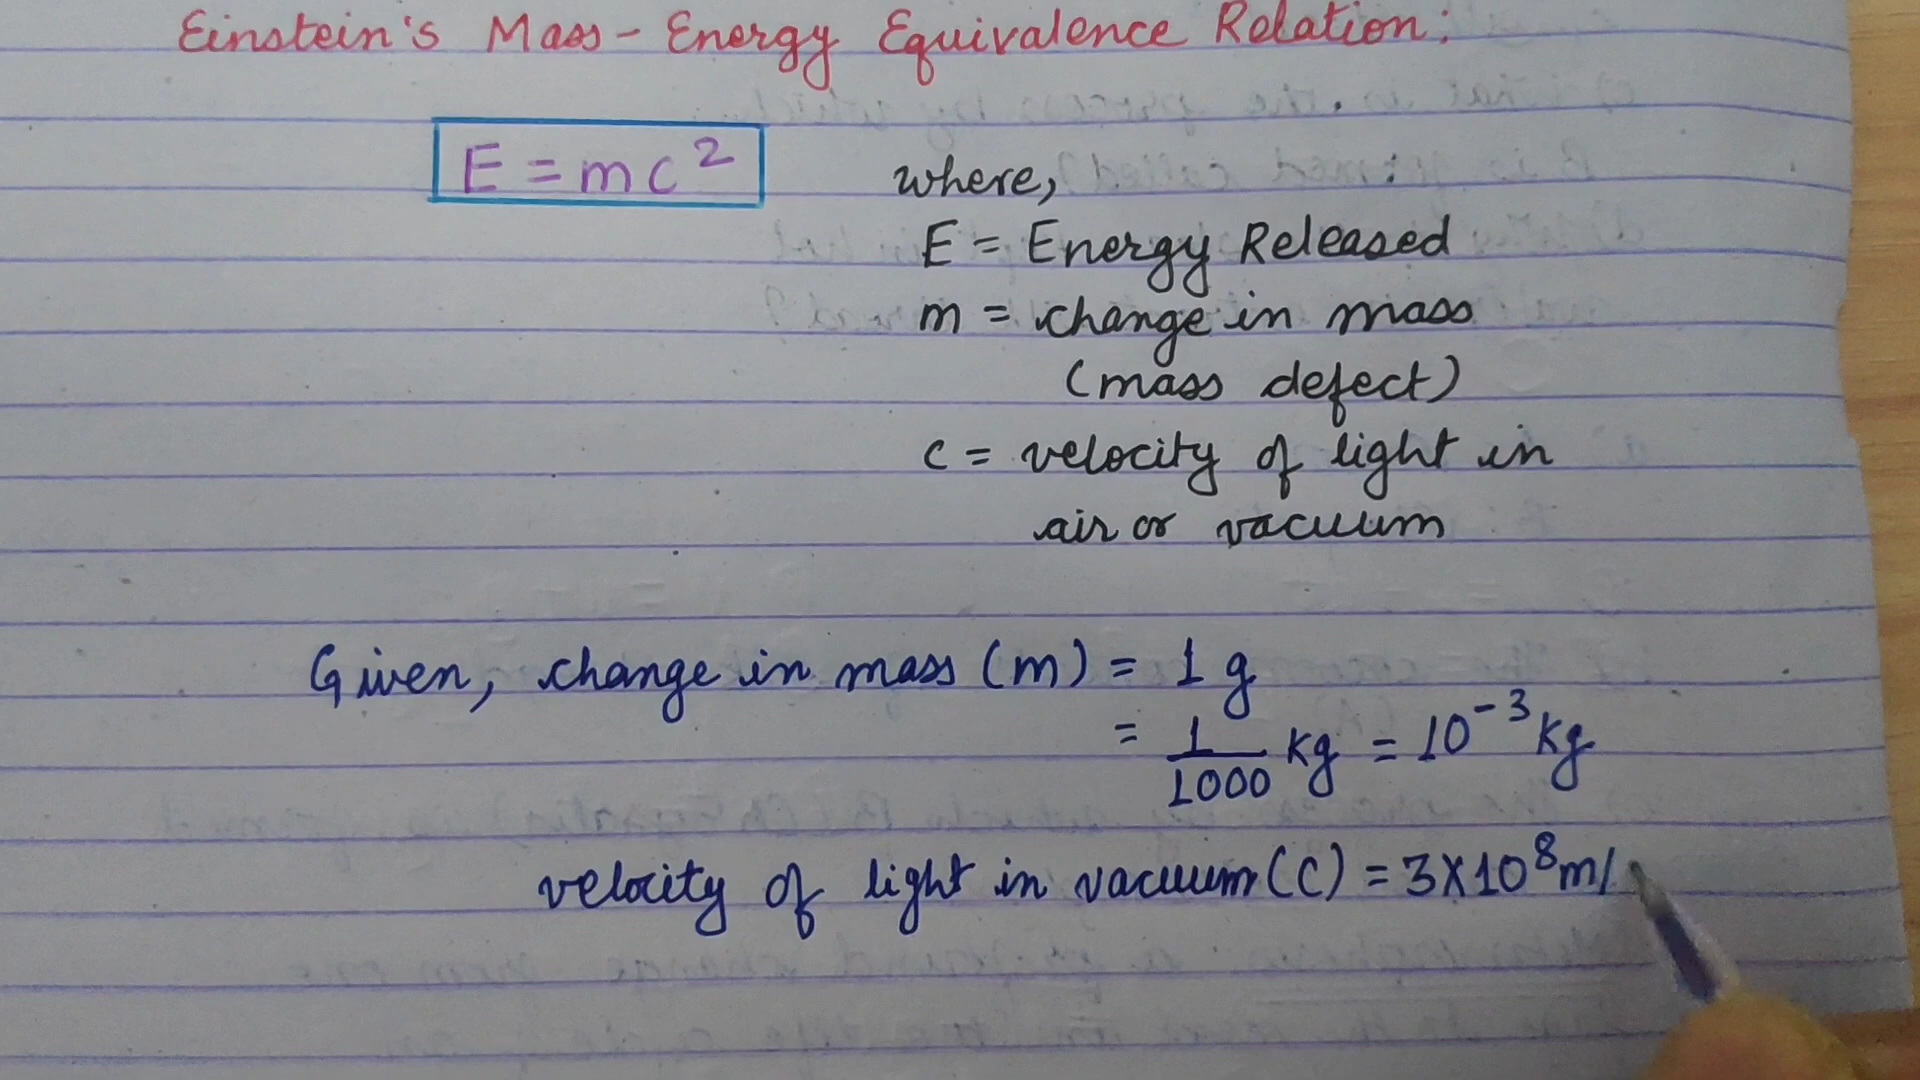 Einstein's Mass-Energy Equivalence Relation:
E = mc² where,
E = Energy Released
m = change in mass
(mass defect)
c = velocity of light in
air or vacuum
Given, change in mass (m) = 1 g
= 1/1000 kg = 10⁻³ kg
velocity of light in vacuum (c) = 3×10⁸ m/